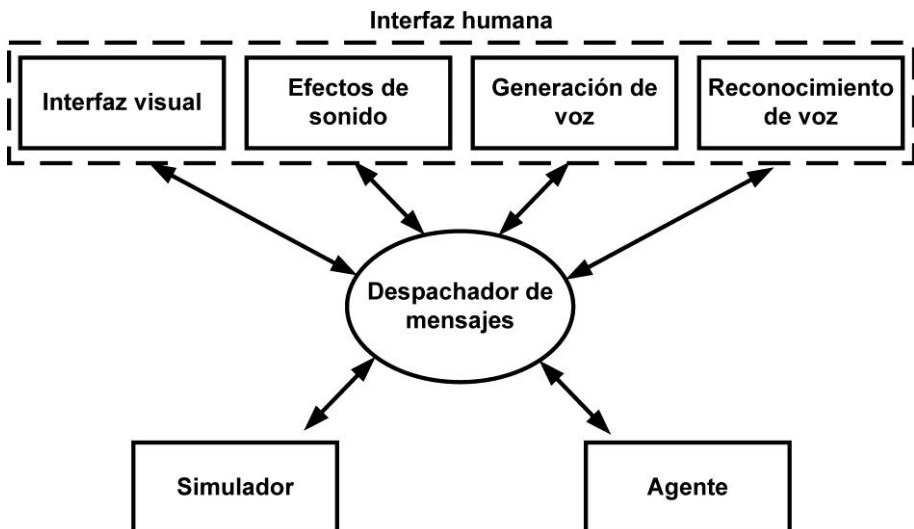 Interfaz humana
Interfaz visual
Efectos de
sonido
Generación de
voz
Reconocimiento
de voz
Despachador de
mensajes
Simulador
Agente